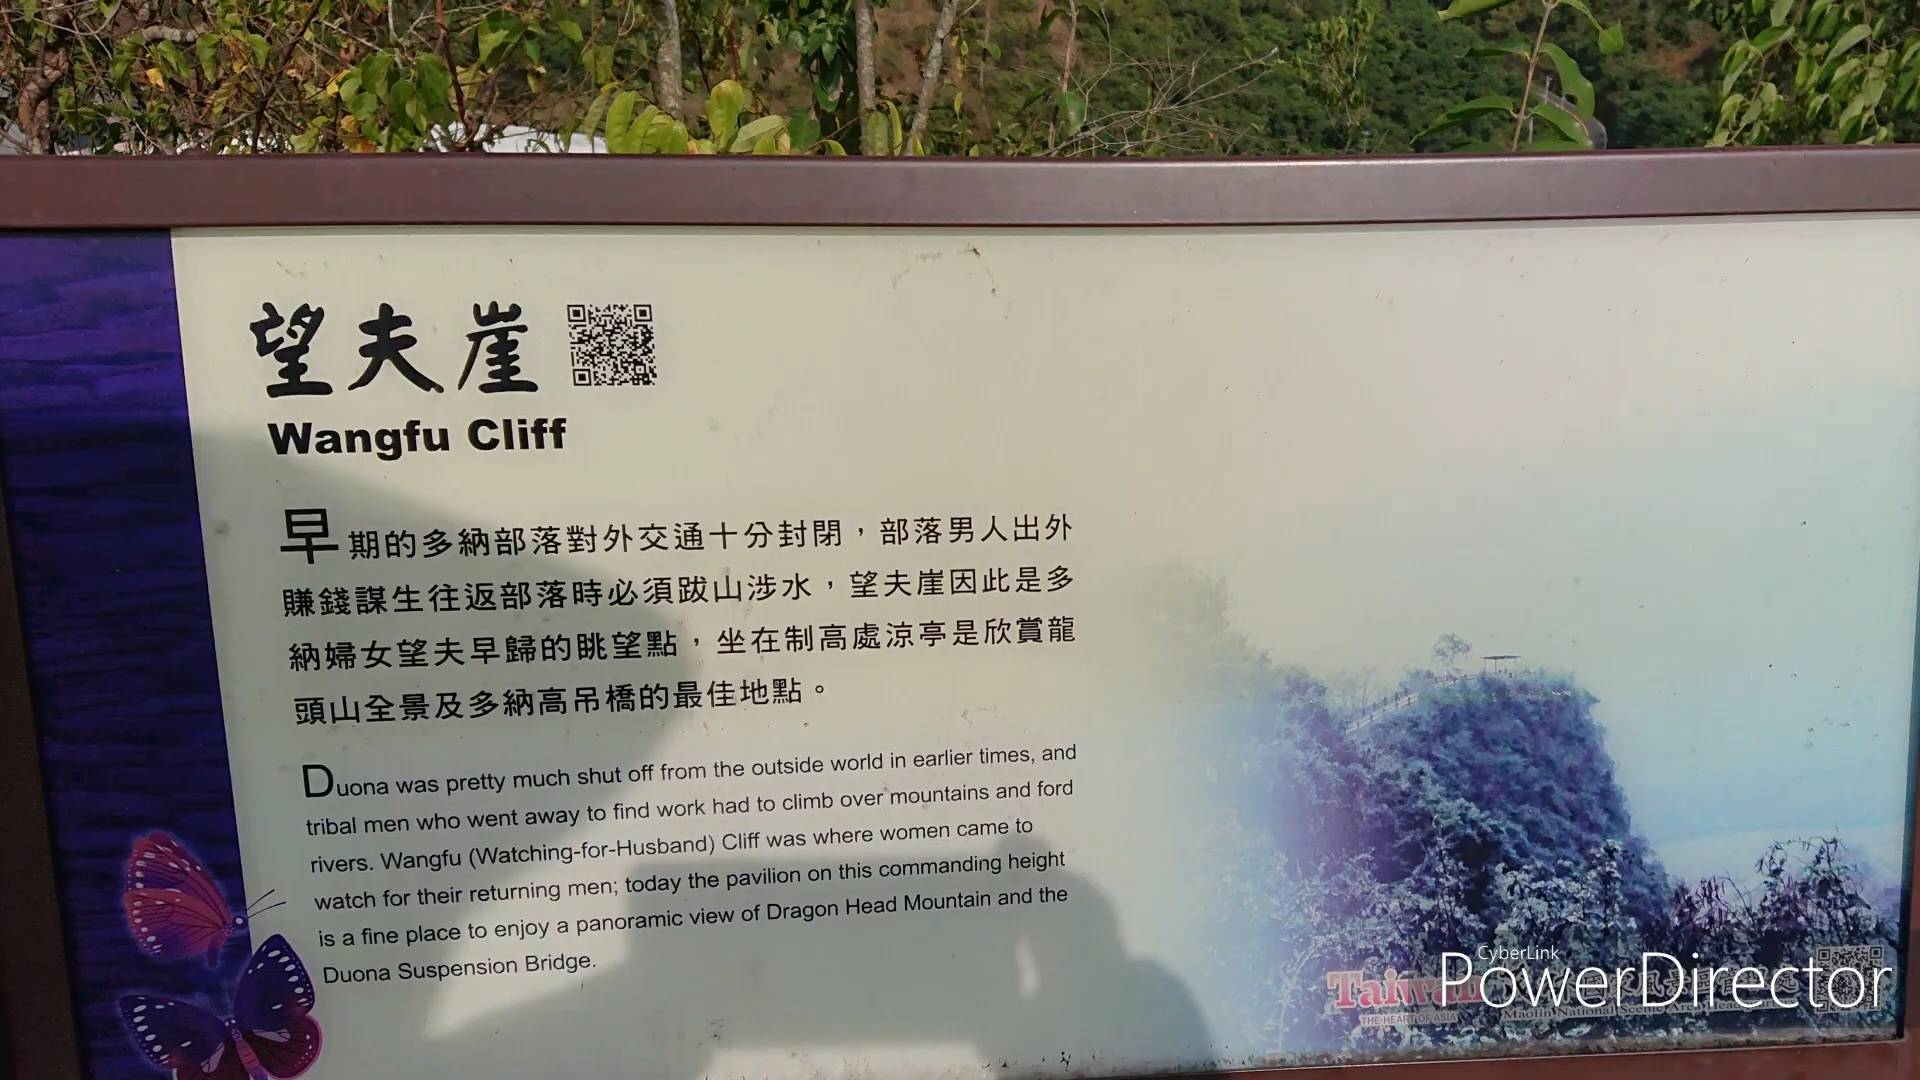 望夫崖
Wangfu Cliff
早期的多納部落對外交通十分封閉，部落男人出外
賺錢謀生往返部落時必須跋山涉水，望夫崖因此是多
納婦女望夫早歸的眺望點，坐在制高處涼亭是欣賞龍
頭山全景及多納高吊橋的最佳地點。
Duona was pretty much shut off from the outside world in earlier times, and
tribal men who went away to find work had to climb over mountains and ford
rivers. Wangfu (Watching-for-Husband) Cliff was where women came to
watch for their returning men; today the pavilion on this commanding height
is a fine place to enjoy a panoramic view of Dragon Head Mountain and the
Duona Suspension Bridge.
CyberLink
PowerDirector
Taiwan
THE HEART OF ASIA
Maolin National Scenic Area Headquarters